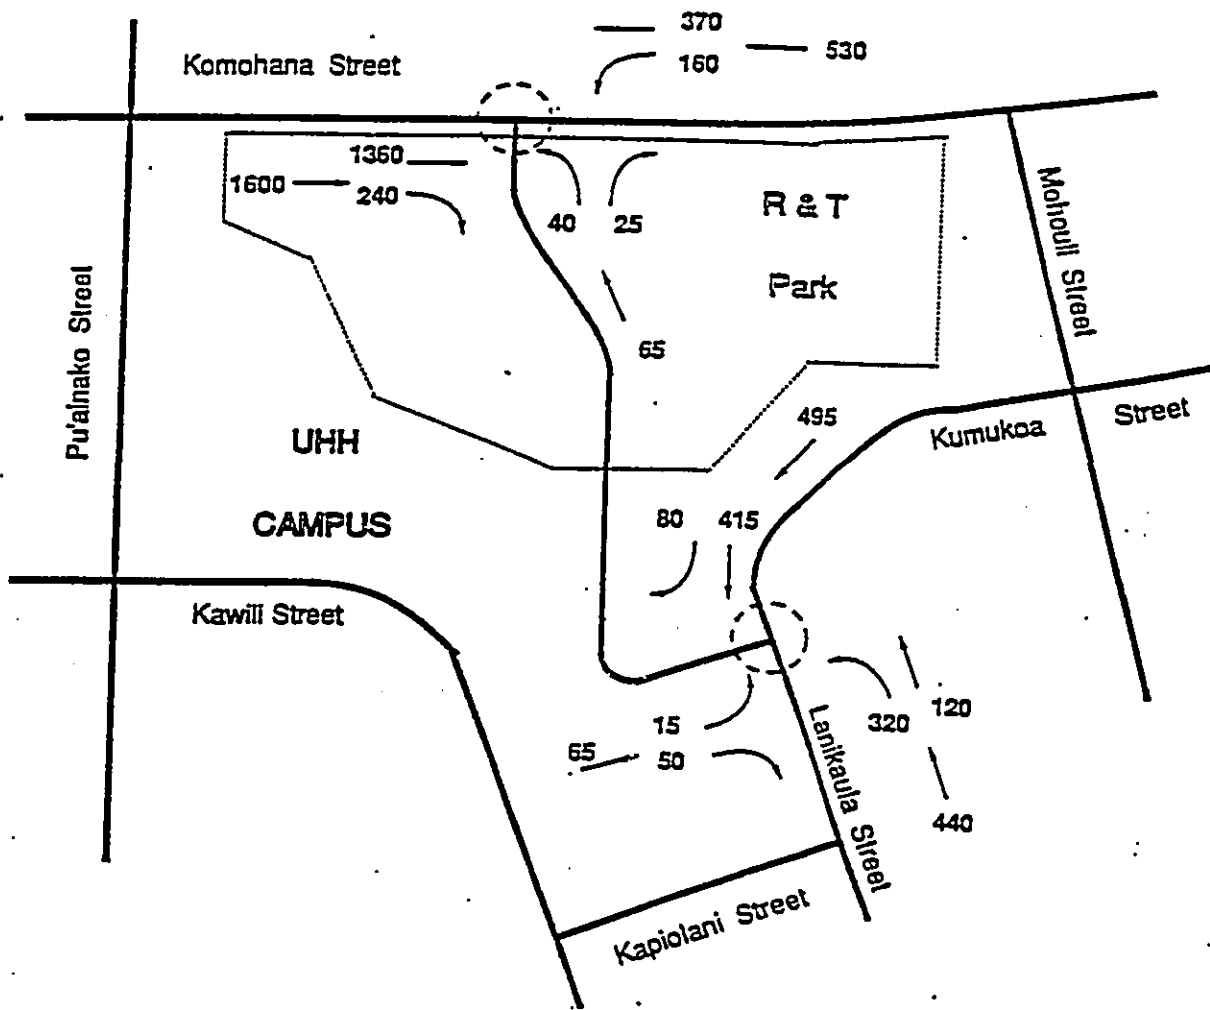 370
160
530
Komohana Street
1360
1600
240
40
25
R & T
Park
65
Mohouli Street
Pu'ainako Street
495
Kumukoa
Street
UHH
CAMPUS
80
415
Kawili Street
15
65
50
320
120
440
Lanikaula Street
Kapiolani Street